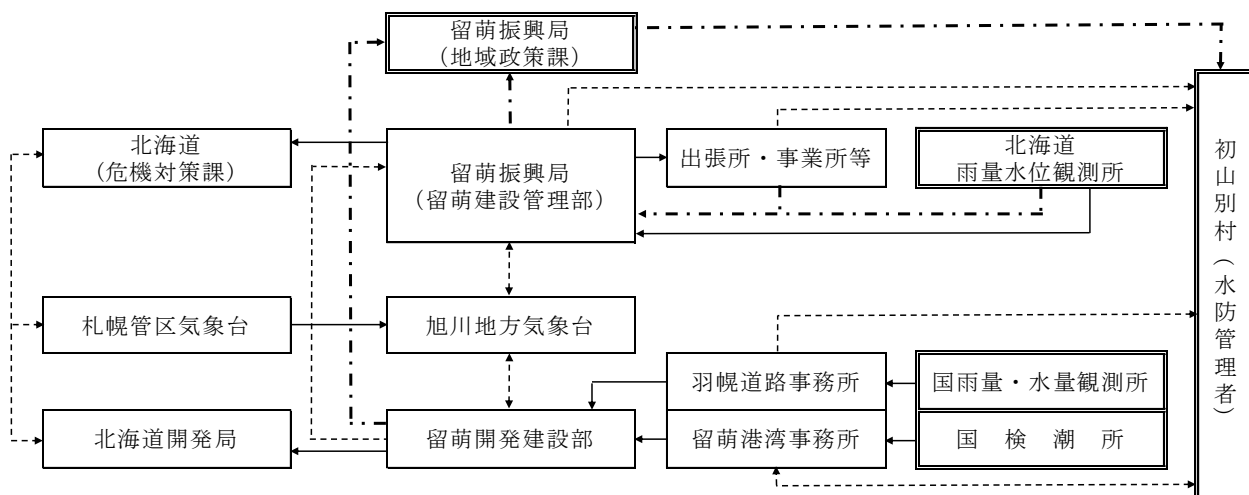 留萌振興局
（地域政策課）
北海道
（危機対策課）
留萌振興局
（留萌建設管理部）
出張所・事業所等
北海道
雨量水位観測所
初山別村（水防管理者）
札幌管区気象台
旭川地方気象台
羽幌道路事務所
国雨量・水量観測所
北海道開発局
留萌開発建設部
留萌港湾事務所
国　検　潮　所